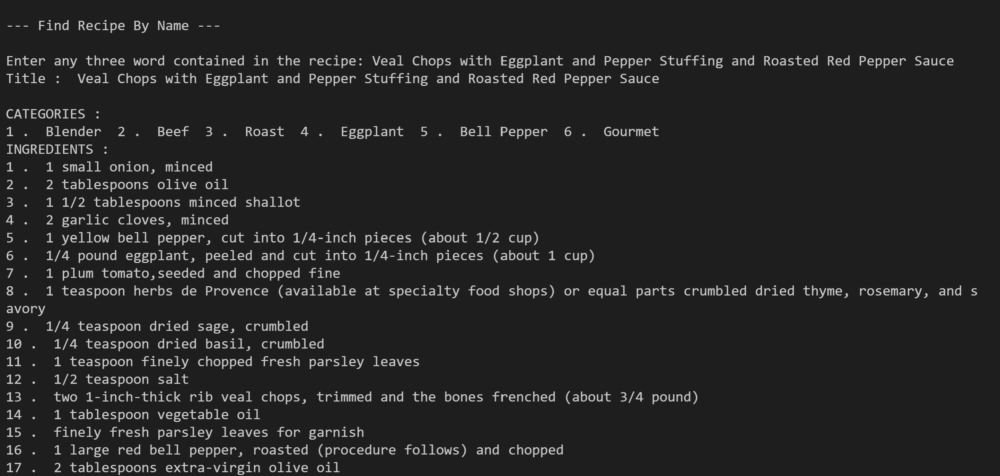 --- Find Recipe By Name ---
Enter any three word contained in the recipe: Veal Chops with Eggplant and Pepper Stuffing and Roasted Red Pepper Sauce
Title :  Veal Chops with Eggplant and Pepper Stuffing and Roasted Red Pepper Sauce
CATEGORIES :
1 .  Blender  2 .  Beef  3 .  Roast  4 .  Eggplant  5 .  Bell Pepper  6 .  Gourmet
INGREDIENTS :
1 .  1 small onion, minced
2 .  2 tablespoons olive oil
3 .  1 1/2 tablespoons minced shallot
4 .  2 garlic cloves, minced
5 .  1 yellow bell pepper, cut into 1/4-inch pieces (about 1/2 cup)
6 .  1/4 pound eggplant, peeled and cut into 1/4-inch pieces (about 1 cup)
7 .  1 plum tomato,seeded and chopped fine
8 .  1 teaspoon herbs de Provence (available at specialty food shops) or equal parts crumbled dried thyme, rosemary, and s
avory
9 .  1/4 teaspoon dried sage, crumbled
10 .  1/4 teaspoon dried basil, crumbled
11 .  1 teaspoon finely chopped fresh parsley leaves
12 .  1/2 teaspoon salt
13 .  two 1-inch-thick rib veal chops, trimmed and the bones frenched (about 3/4 pound)
14 .  1 tablespoon vegetable oil
15 .  finely fresh parsley leaves for garnish
16 .  1 large red bell pepper, roasted (procedure follows) and chopped
17 .  2 tablespoons extra-virgin olive oil